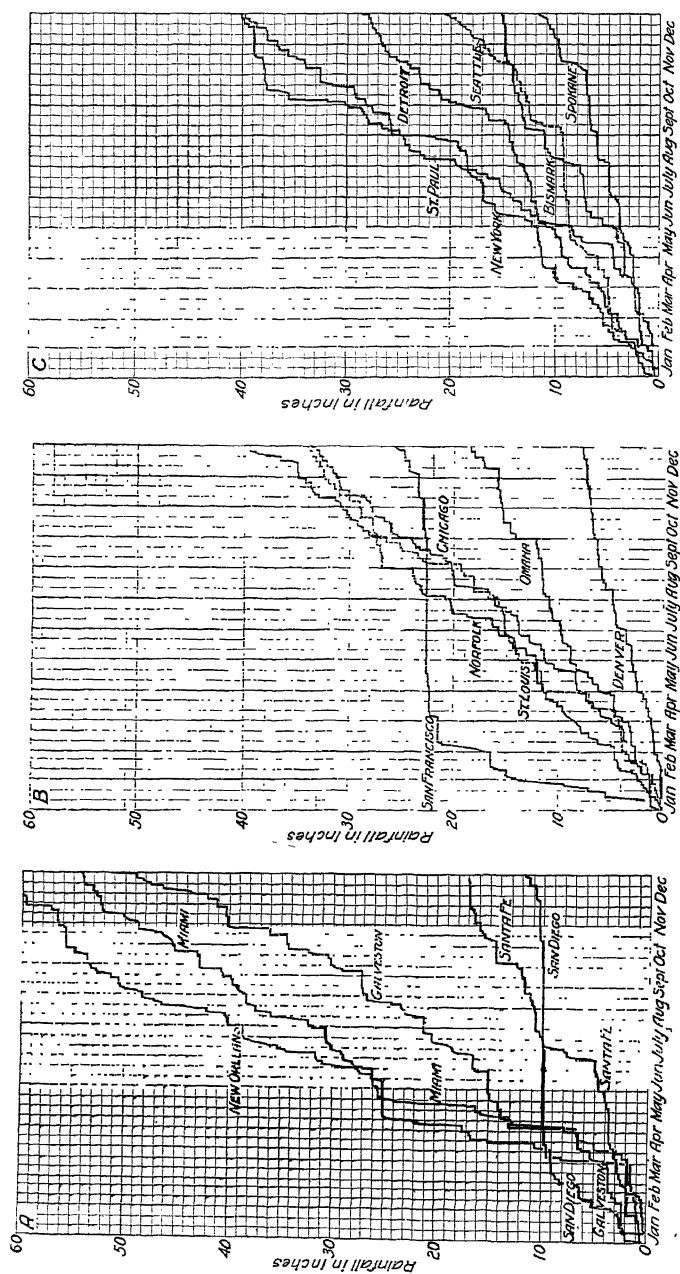 A
60
50
40
30
20
10
0
Rainfall in Inches
NEW ORLEANS
MIAMI
GALVESTON
MIAMI
SANTA FE
SAN DIEGO
SANTA FE
SAN DIEGO
GALVESTON
Jan Feb Mar Apr May Jun July Aug Sept Oct Nov Dec
B
60
50
40
30
20
10
0
Rainfall in Inches
SAN FRANCISCO
CHICAGO
NORFOLK
ST. LOUIS
OMAHA
DENVER
Jan Feb Mar Apr May Jun July Aug Sept Oct Nov Dec
C
60
50
40
30
20
10
0
Rainfall in Inches
ST. PAUL
DETROIT
NEW YORK
SEATTLE
BISMARK
SPOKANE
Jan Feb Mar Apr May Jun July Aug Sept Oct Nov Dec